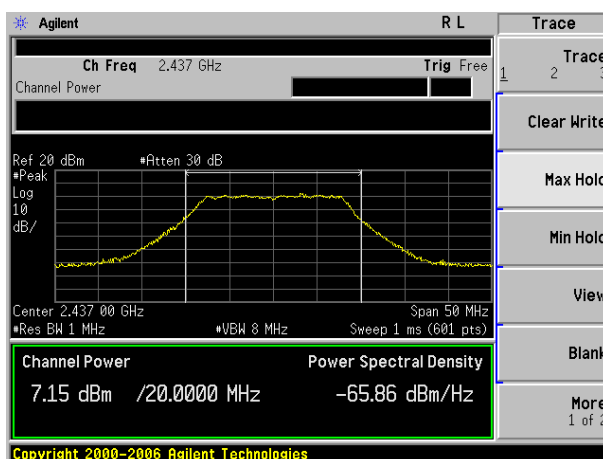 Agilent R L Trace
Ch Freq 2.437 GHz Trig Free
Channel Power
Trace
1 2 3
Clear Write
Max Hold
Min Hold
View
Blank
More
1 of 2
Ref 20 dBm #Atten 30 dB
#Peak
Log
10
dB/
Center 2.437 00 GHz Span 50 MHz
#Res BW 1 MHz #VBW 8 MHz Sweep 1 ms (601 pts)
Channel Power Power Spectral Density
7.15 dBm /20.0000 MHz -65.86 dBm/Hz
Copyright 2000-2006 Agilent Technologies